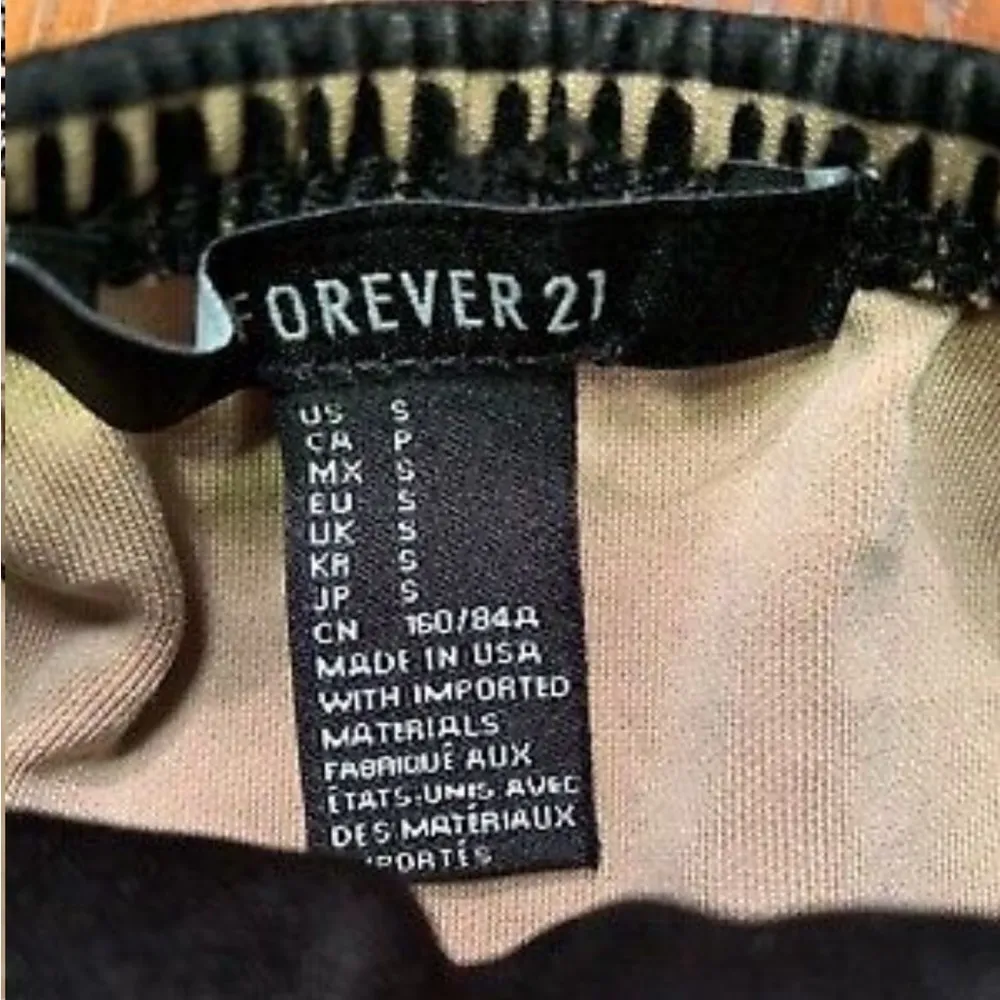 FOREVER 21
US S
CA P
MX S
EU S
UK S
KR S
JP S
CN 160/84A
MADE IN USA
WITH IMPORTED
MATERIALS
FABRIQUÉ AUX
ÉTATS-UNIS AVEC
DES MATÉRIAUX
IMPORTÉS